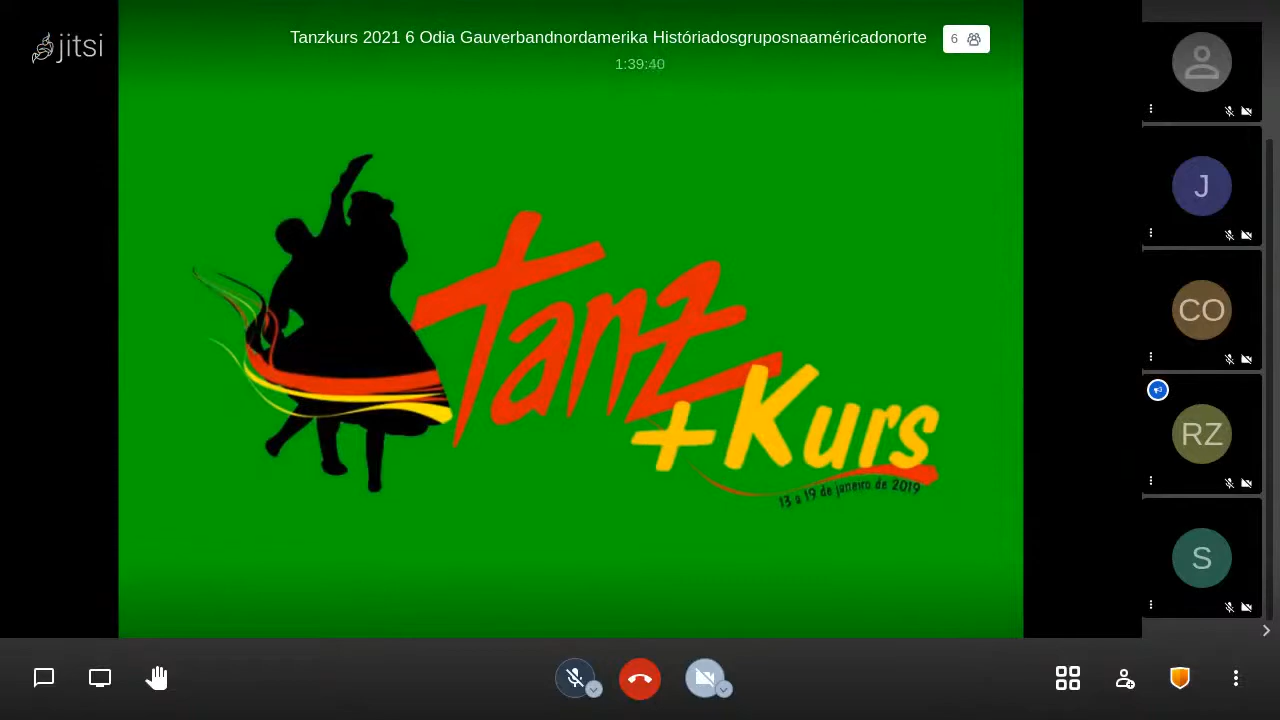 jitsi
Tanzkurs 2021 6 Odia Gauverbandnordamerika Históriadosgruposnaaméricadonorte
6
1:39:40
Tanz
+Kurs
13 a 19 de janeiro de 2019
J
CO
RZ
S